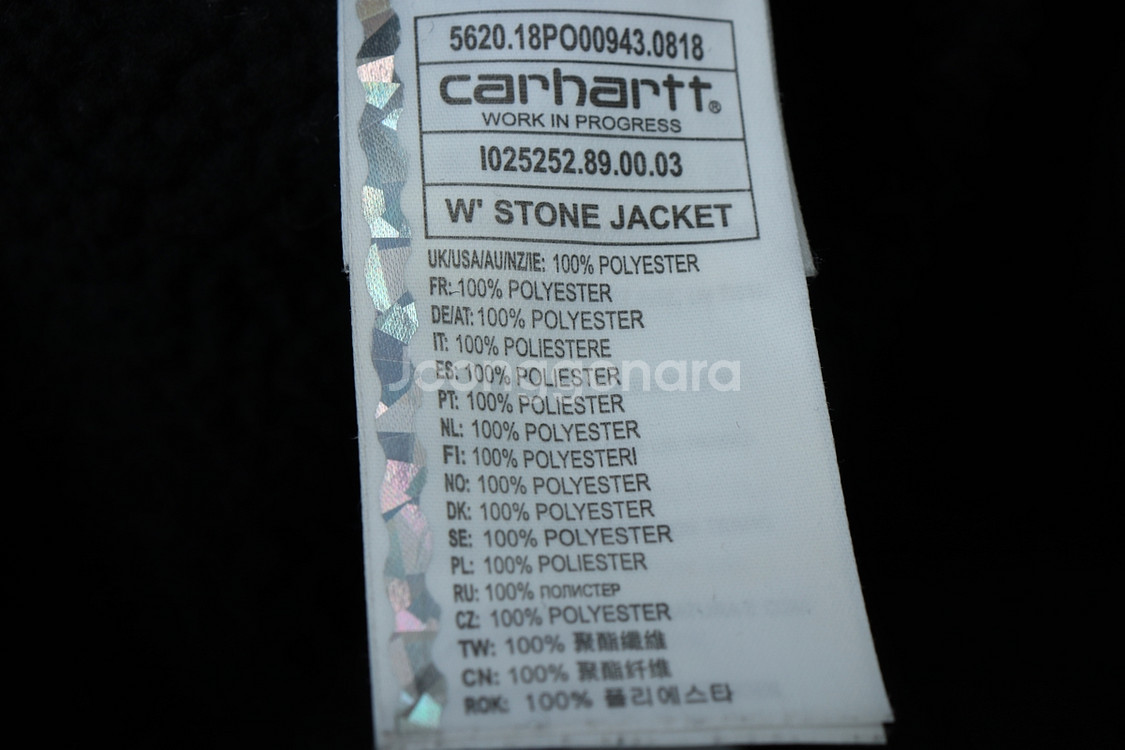 5620.18PO00943.0818
carhartt®
WORK IN PROGRESS
I025252.89.00.03
W' STONE JACKET
UK/USA/AU/NZ/IE: 100% POLYESTER
FR: 100% POLYESTER
DE/AT: 100% POLYESTER
IT: 100% POLIESTERE
ES: 100% POLIESTER
Joonggonara
PT: 100% POLIESTER
NL: 100% POLYESTER
FI: 100% POLYESTERI
NO: 100% POLYESTER
DK: 100% POLYESTER
SE: 100% POLYESTER
PL: 100% POLIESTER
RU: 100% ПОЛИСТЕР
CZ: 100% POLYESTER
TW: 100% 聚酯纖維
CN: 100% 聚酯纤维
ROK: 100% 폴리에스타